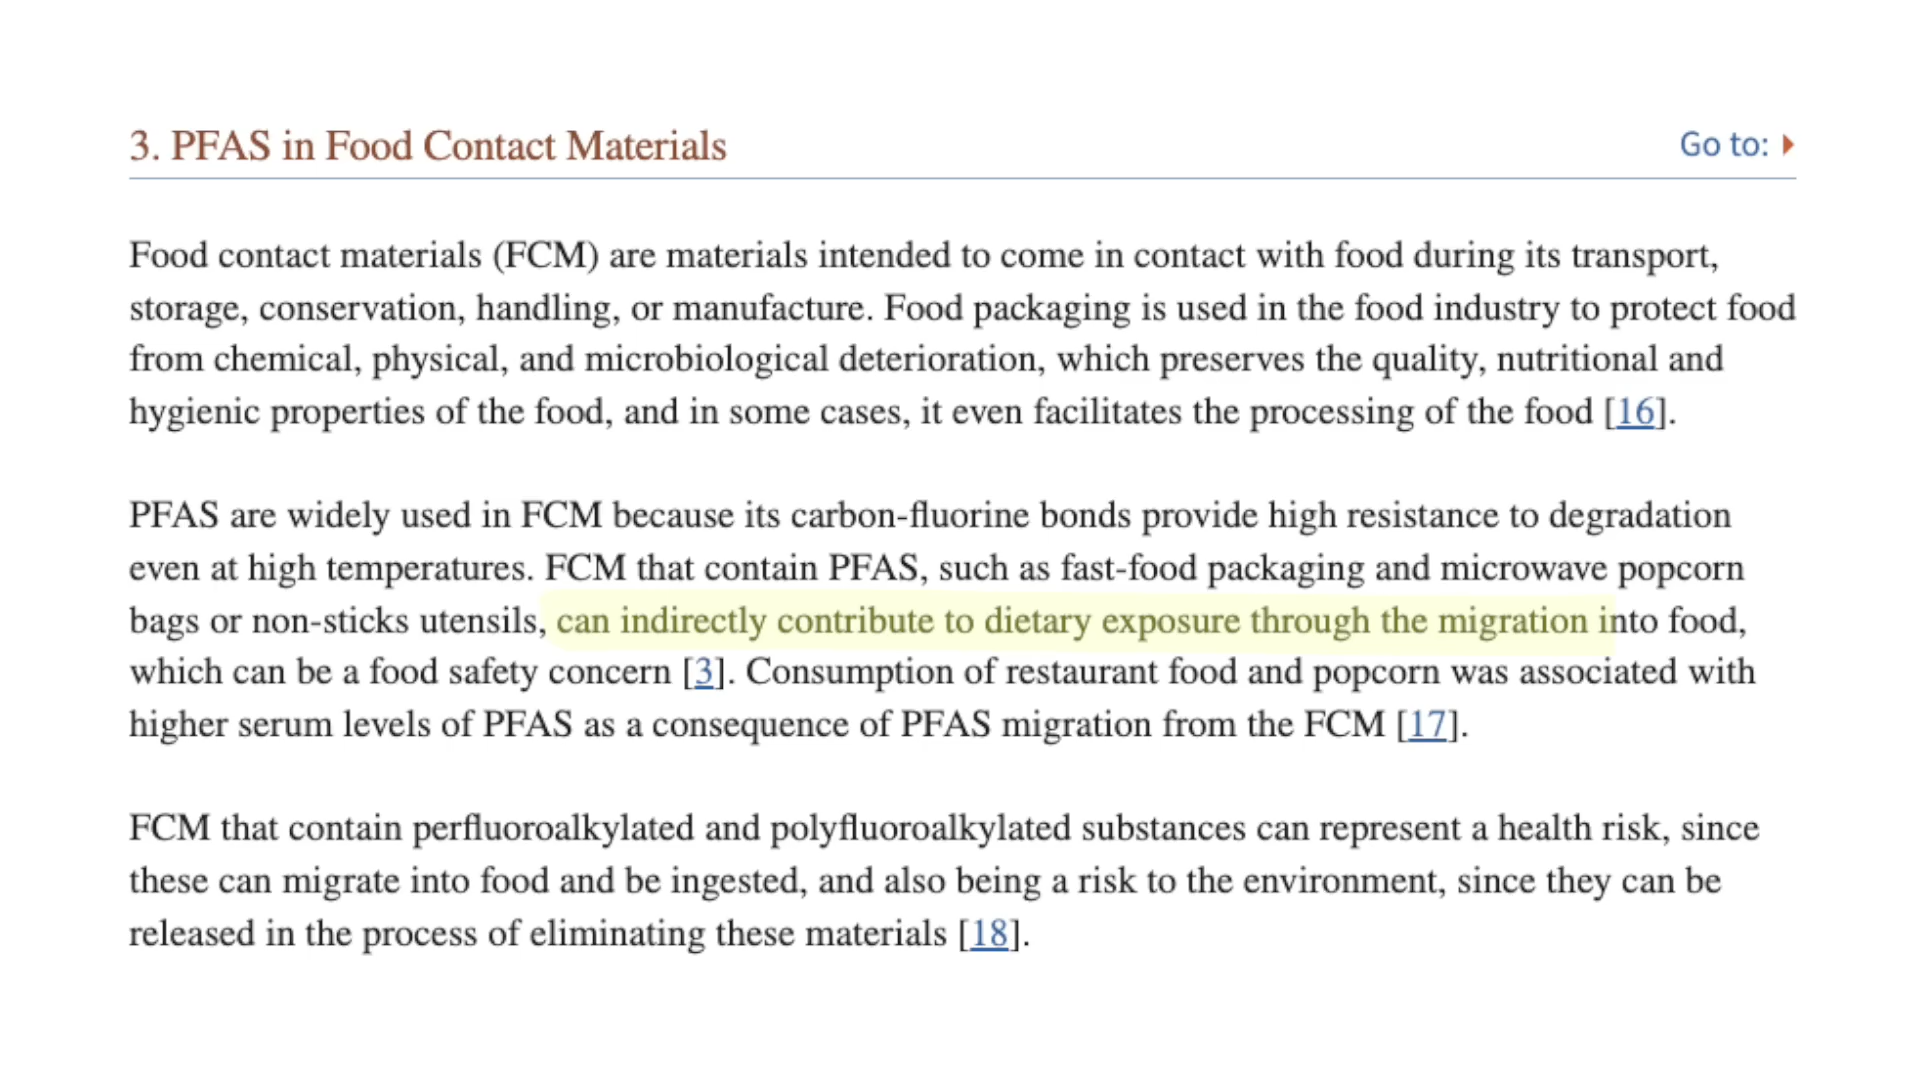 3. PFAS in Food Contact Materials
Go to:
Food contact materials (FCM) are materials intended to come in contact with food during its transport,
storage, conservation, handling, or manufacture. Food packaging is used in the food industry to protect food
from chemical, physical, and microbiological deterioration, which preserves the quality, nutritional and
hygienic properties of the food, and in some cases, it even facilitates the processing of the food [16].
PFAS are widely used in FCM because its carbon-fluorine bonds provide high resistance to degradation
even at high temperatures. FCM that contain PFAS, such as fast-food packaging and microwave popcorn
bags or non-sticks utensils, can indirectly contribute to dietary exposure through the migration into food,
which can be a food safety concern [3]. Consumption of restaurant food and popcorn was associated with
higher serum levels of PFAS as a consequence of PFAS migration from the FCM [17].
FCM that contain perfluoroalkylated and polyfluoroalkylated substances can represent a health risk, since
these can migrate into food and be ingested, and also being a risk to the environment, since they can be
released in the process of eliminating these materials [18].